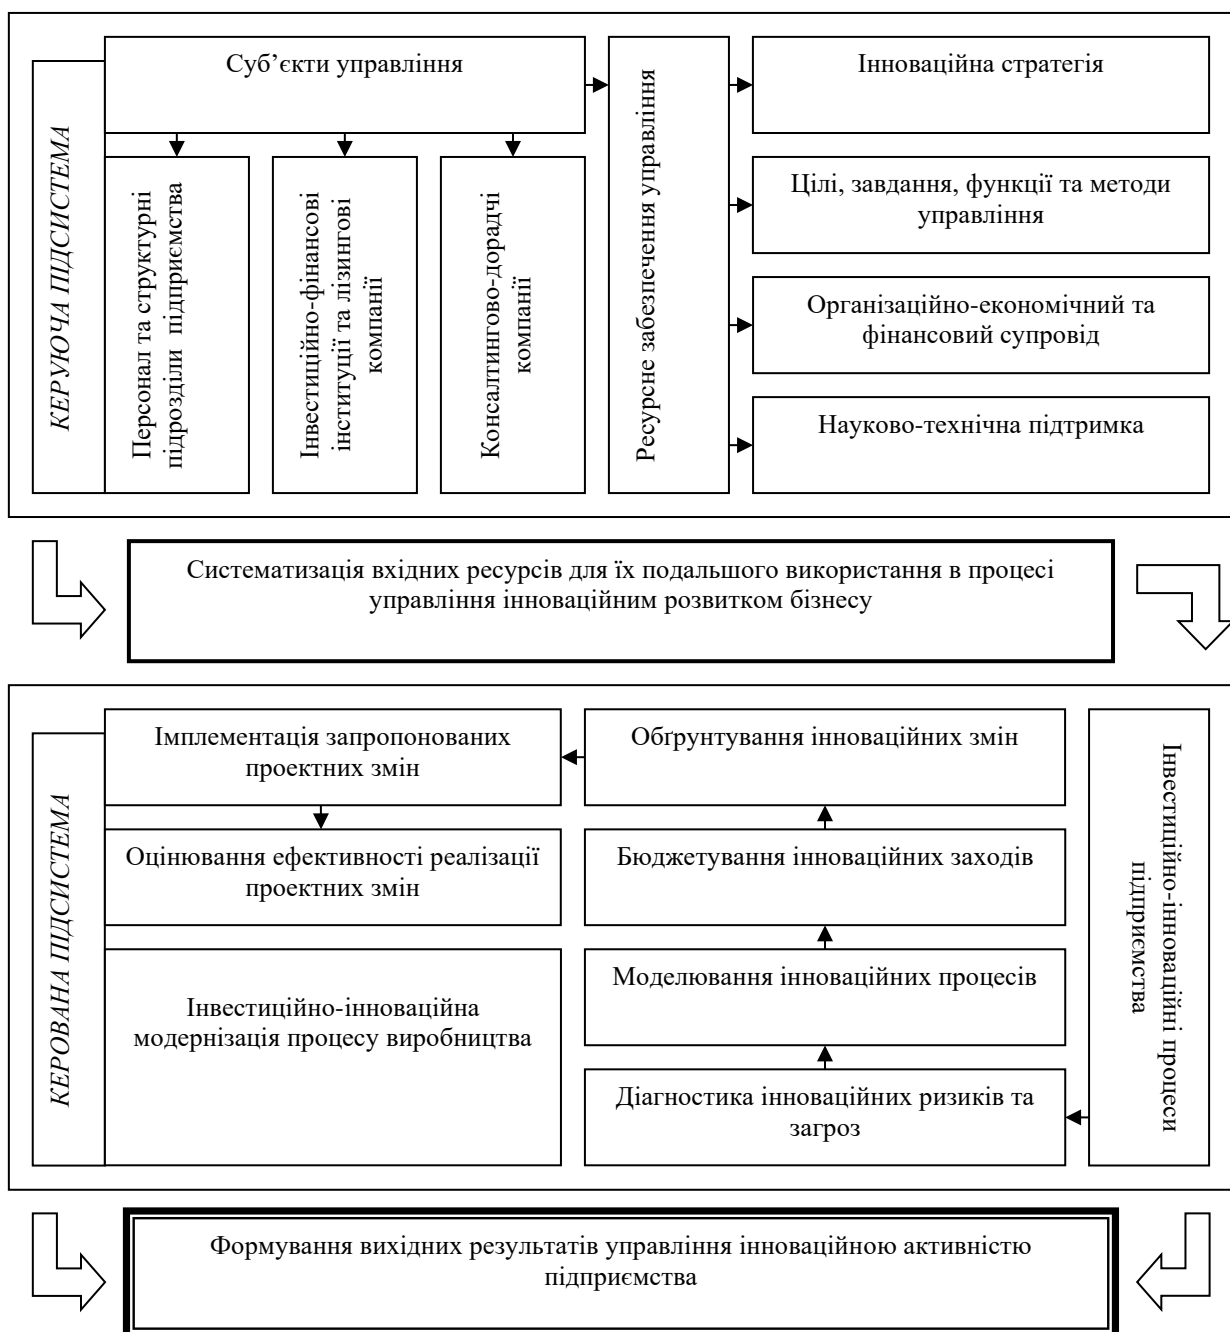 КЕРУЮЧА ПІДСИСТЕМА
Суб’єкти управління
Персонал та структурні
підрозділи підприємства
Інвестиційно-фінансові
інституції та лізингові
компанії
Консалтингово-дорадчі
компанії
Ресурсне забезпечення управління
Інноваційна стратегія
Цілі, завдання, функції та методи
управління
Організаційно-економічний та
фінансовий супровід
Науково-технічна підтримка
Систематизація вхідних ресурсів для їх подальшого використання в процесі
управління інноваційним розвитком бізнесу
КЕРОВАНА ПІДСИСТЕМА
Імплементація запропонованих
проектних змін
Оцінювання ефективності реалізації
проектних змін
Інвестиційно-інноваційна
модернізація процесу виробництва
Обґрунтування інноваційних змін
Бюджетування інноваційних заходів
Моделювання інноваційних процесів
Діагностика інноваційних ризиків та
загроз
Інвестиційно-інноваційні процеси
підприємства
Формування вихідних результатів управління інноваційною активністю
підприємства